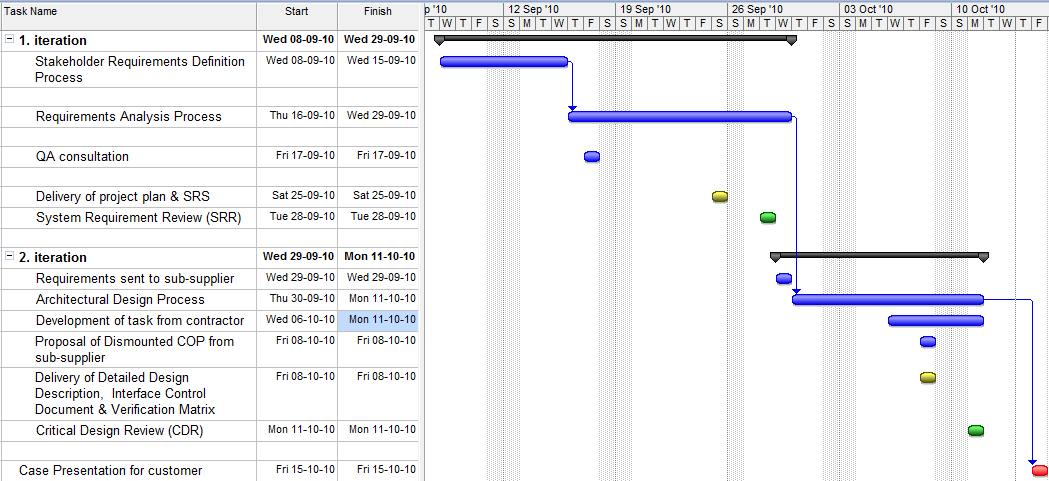 Task Name Start Finish p '10 12 Sep '10 19 Sep '10 26 Sep '10 03 Oct '10 10 Oct '10
T W T F S S M T W T F S S M T W T F S S M T W T F S S M T W T F S S M T W T F
1. iteration Wed 08-09-10 Wed 29-09-10
Stakeholder Requirements Definition Wed 08-09-10 Wed 15-09-10
Process
Requirements Analysis Process Thu 16-09-10 Wed 29-09-10
QA consultation Fri 17-09-10 Fri 17-09-10
Delivery of project plan & SRS Sat 25-09-10 Sat 25-09-10
System Requirement Review (SRR) Tue 28-09-10 Tue 28-09-10
2. iteration Wed 29-09-10 Mon 11-10-10
Requirements sent to sub-supplier Wed 29-09-10 Wed 29-09-10
Architectural Design Process Thu 30-09-10 Mon 11-10-10
Development of task from contractor Wed 06-10-10 Mon 11-10-10
Proposal of Dismounted COP from Fri 08-10-10 Fri 08-10-10
sub-supplier
Delivery of Detailed Design Fri 08-10-10 Fri 08-10-10
Description, Interface Control
Document & Verification Matrix
Critical Design Review (CDR) Mon 11-10-10 Mon 11-10-10
Case Presentation for customer Fri 15-10-10 Fri 15-10-10